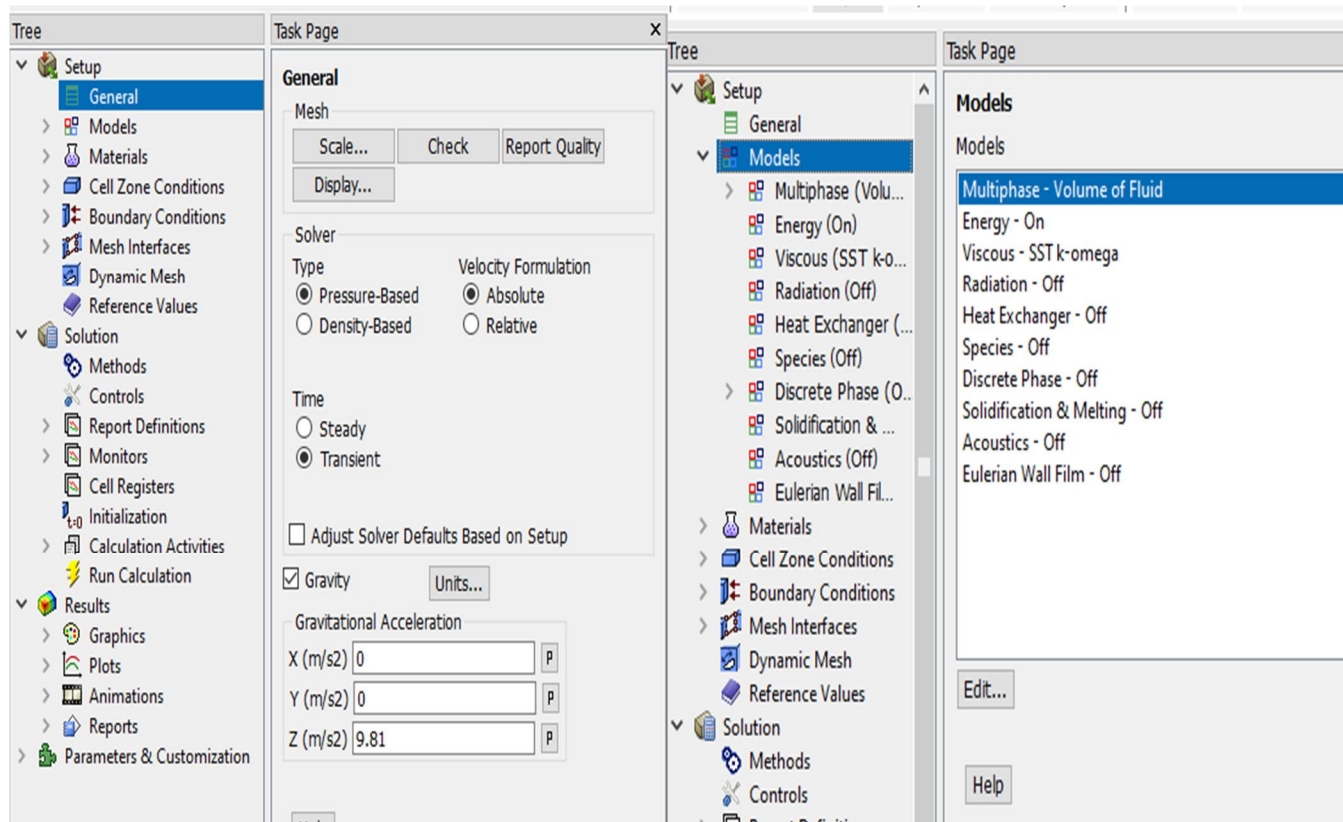 Tree
Setup
General
Models
Materials
Cell Zone Conditions
Boundary Conditions
Mesh Interfaces
Dynamic Mesh
Reference Values
Solution
Methods
Controls
Report Definitions
Monitors
Cell Registers
t=0 Initialization
Calculation Activities
Run Calculation
Results
Graphics
Plots
Animations
Reports
Parameters & Customization
Task Page x
General
Mesh
Scale... Check Report Quality
Display...
Solver
Type Velocity Formulation
Pressure-Based Absolute
Density-Based Relative
Time
Steady
Transient
Adjust Solver Defaults Based on Setup
Gravity Units...
Gravitational Acceleration
X (m/s2) 0 P
Y (m/s2) 0 P
Z (m/s2) 9.81 P
Tree
Setup
General
Models
Multiphase (Volu...
Energy (On)
Viscous (SST k-o...
Radiation (Off)
Heat Exchanger (...
Species (Off)
Discrete Phase (O...
Solidification & ...
Acoustics (Off)
Eulerian Wall Fil...
Materials
Cell Zone Conditions
Boundary Conditions
Mesh Interfaces
Dynamic Mesh
Reference Values
Solution
Methods
Controls
Task Page
Models
Models
Multiphase - Volume of Fluid
Energy - On
Viscous - SST k-omega
Radiation - Off
Heat Exchanger - Off
Species - Off
Discrete Phase - Off
Solidification & Melting - Off
Acoustics - Off
Eulerian Wall Film - Off
Edit...
Help